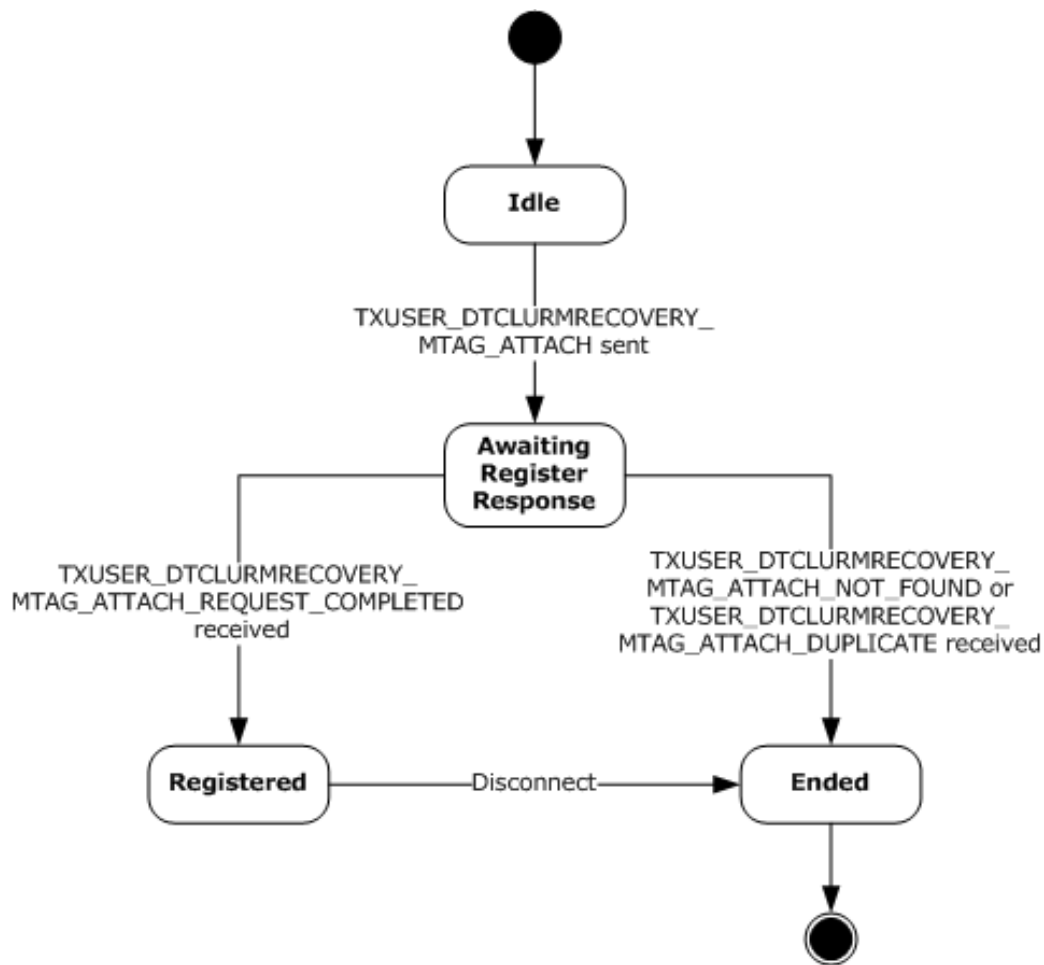 Idle
TXUSER_DTCLURMRECOVERY_
MTAG_ATTACH sent
Awaiting
Register
Response
TXUSER_DTCLURMRECOVERY_
MTAG_ATTACH_REQUEST_COMPLETED
received
TXUSER_DTCLURMRECOVERY_
MTAG_ATTACH_NOT_FOUND or
TXUSER_DTCLURMRECOVERY_
MTAG_ATTACH_DUPLICATE received
Registered
Disconnect
Ended